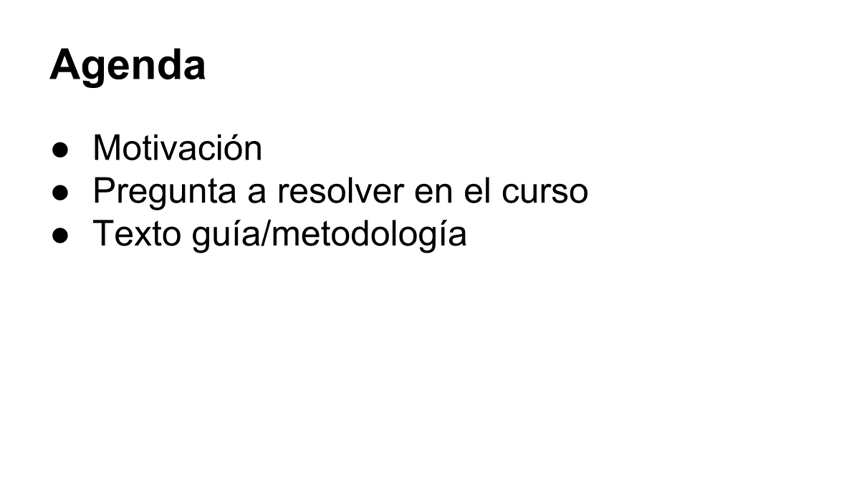 Agenda
● Motivación
● Pregunta a resolver en el curso
● Texto guía/metodología